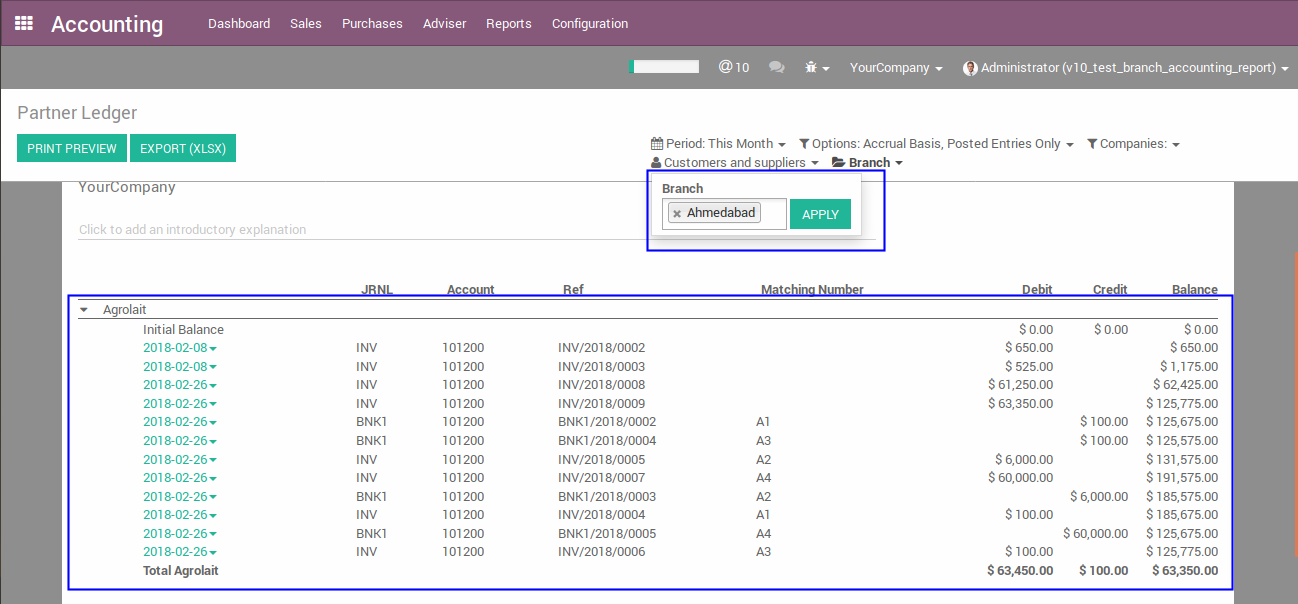 Accounting Dashboard Sales Purchases Adviser Reports Configuration
@10 YourCompany Administrator (v10_test_branch_accounting_report)
Partner Ledger
PRINT PREVIEW EXPORT (XLSX) Period: This Month Options: Accrual Basis, Posted Entries Only Companies:
Customers and suppliers Branch
YourCompany
Branch
× Ahmedabad APPLY
Click to add an introductory explanation
JRNL Account Ref Matching Number Debit Credit Balance
Agrolait
Initial Balance $ 0.00 $ 0.00 $ 0.00
2018-02-08 INV 101200 INV/2018/0002 $ 650.00 $ 650.00
2018-02-08 INV 101200 INV/2018/0003 $ 525.00 $ 1,175.00
2018-02-26 INV 101200 INV/2018/0008 $ 61,250.00 $ 62,425.00
2018-02-26 INV 101200 INV/2018/0009 $ 63,350.00 $ 125,775.00
2018-02-26 BNK1 101200 BNK1/2018/0002 A1 $ 100.00 $ 125,675.00
2018-02-26 BNK1 101200 BNK1/2018/0004 A3 $ 100.00 $ 125,575.00
2018-02-26 INV 101200 INV/2018/0005 A2 $ 6,000.00 $ 131,575.00
2018-02-26 INV 101200 INV/2018/0007 A4 $ 60,000.00 $ 191,575.00
2018-02-26 BNK1 101200 BNK1/2018/0003 A2 $ 6,000.00 $ 185,575.00
2018-02-26 INV 101200 INV/2018/0004 A1 $ 100.00 $ 185,675.00
2018-02-26 BNK1 101200 BNK1/2018/0005 A4 $ 60,000.00 $ 125,675.00
2018-02-26 INV 101200 INV/2018/0006 A3 $ 100.00 $ 125,775.00
Total Agrolait $ 63,450.00 $ 100.00 $ 63,350.00